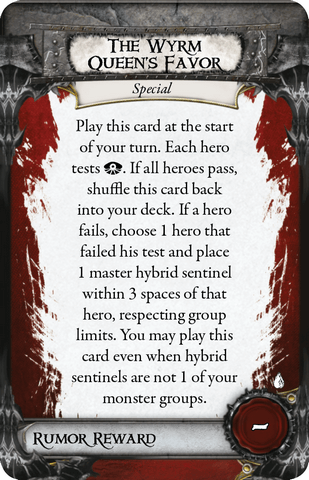 The Wyrm
Queen's Favor
Special
Play this card at the start
of your turn. Each hero
tests . If all heroes pass,
shuffle this card back
into your deck. If a hero
fails, choose 1 hero that
failed his test and place
1 master hybrid sentinel
within 3 spaces of that
hero, respecting group
limits. You may play this
card even when hybrid
sentinels are not 1 of your
monster groups.
-
Rumor Reward